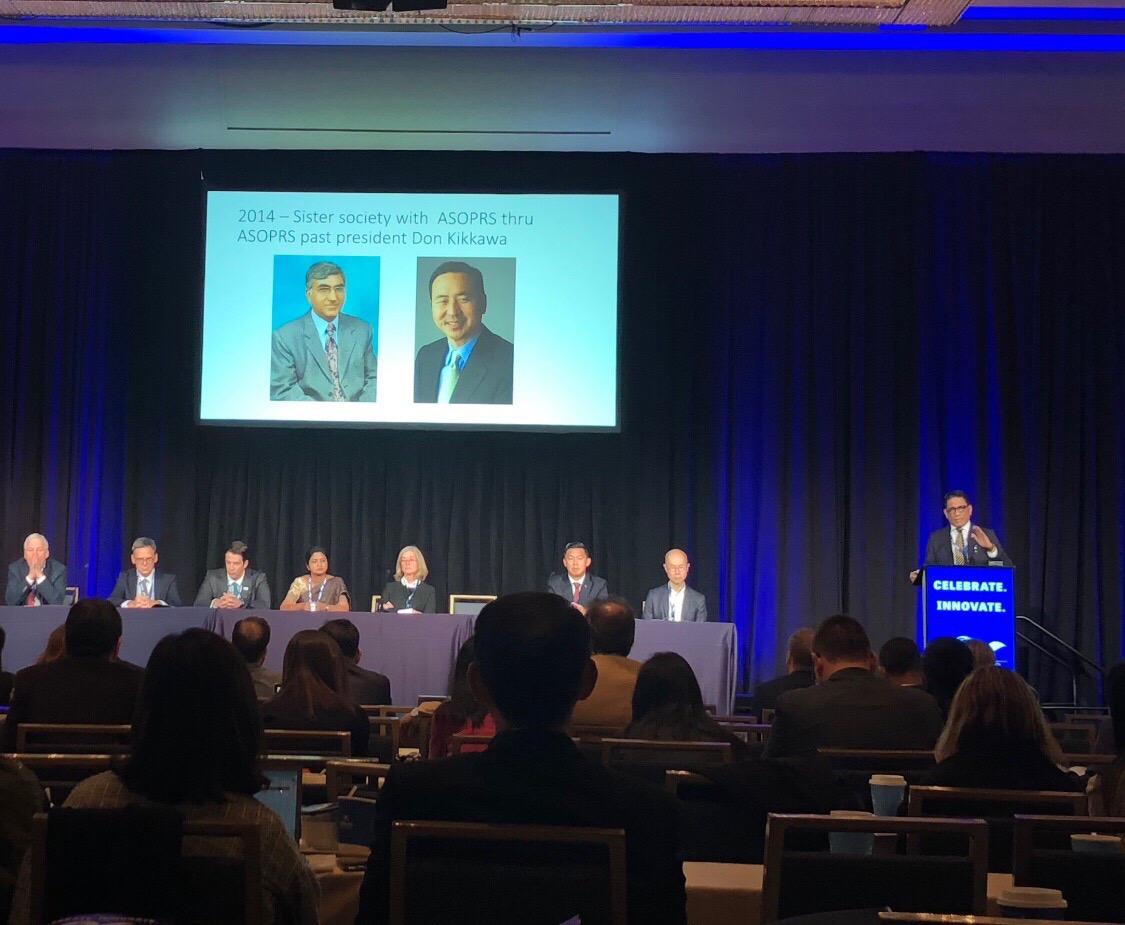 2014 – Sister society with ASOPRS thru
ASOPRS past president Don Kikkawa
CELEBRATE.
INNOVATE.